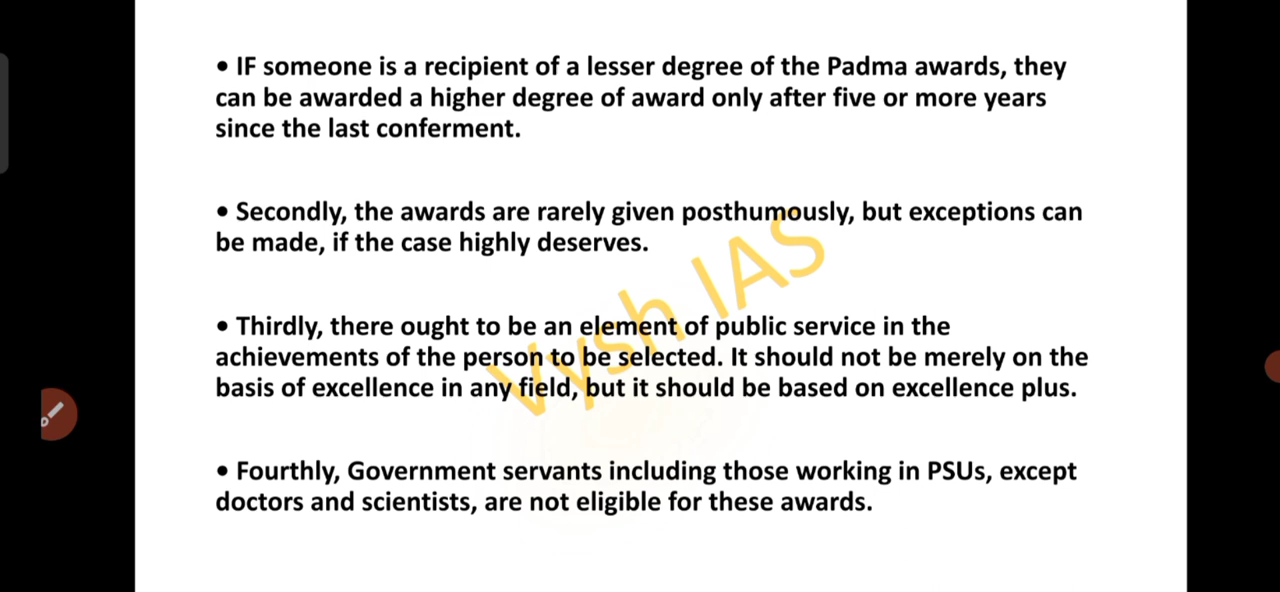 • IF someone is a recipient of a lesser degree of the Padma awards, they
can be awarded a higher degree of award only after five or more years
since the last conferment.
• Secondly, the awards are rarely given posthumously, but exceptions can
be made, if the case highly deserves.
• Thirdly, there ought to be an element of public service in the
achievements of the person to be selected. It should not be merely on the
basis of excellence in any field, but it should be based on excellence plus.
• Fourthly, Government servants including those working in PSUs, except
doctors and scientists, are not eligible for these awards.
Vysh IAS